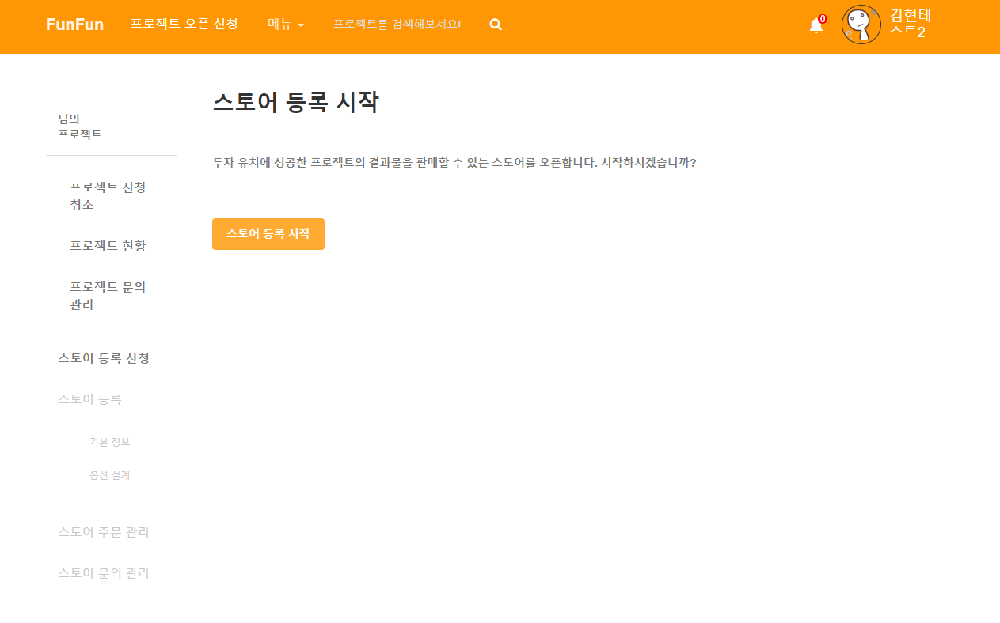 FunFun 프로젝트 오픈 신청 메뉴 프로젝트를 검색해보세요! 0 김현테
스트2
스토어 등록 시작
님의
프로젝트
투자 유치에 성공한 프로젝트의 결과물을 판매할 수 있는 스토어를 오픈합니다. 시작하시겠습니까?
프로젝트 신청
취소
스토어 등록 시작
프로젝트 현황
프로젝트 문의
관리
스토어 등록 신청
스토어 등록
기본 정보
옵션 설계
스토어 주문 관리
스토어 문의 관리